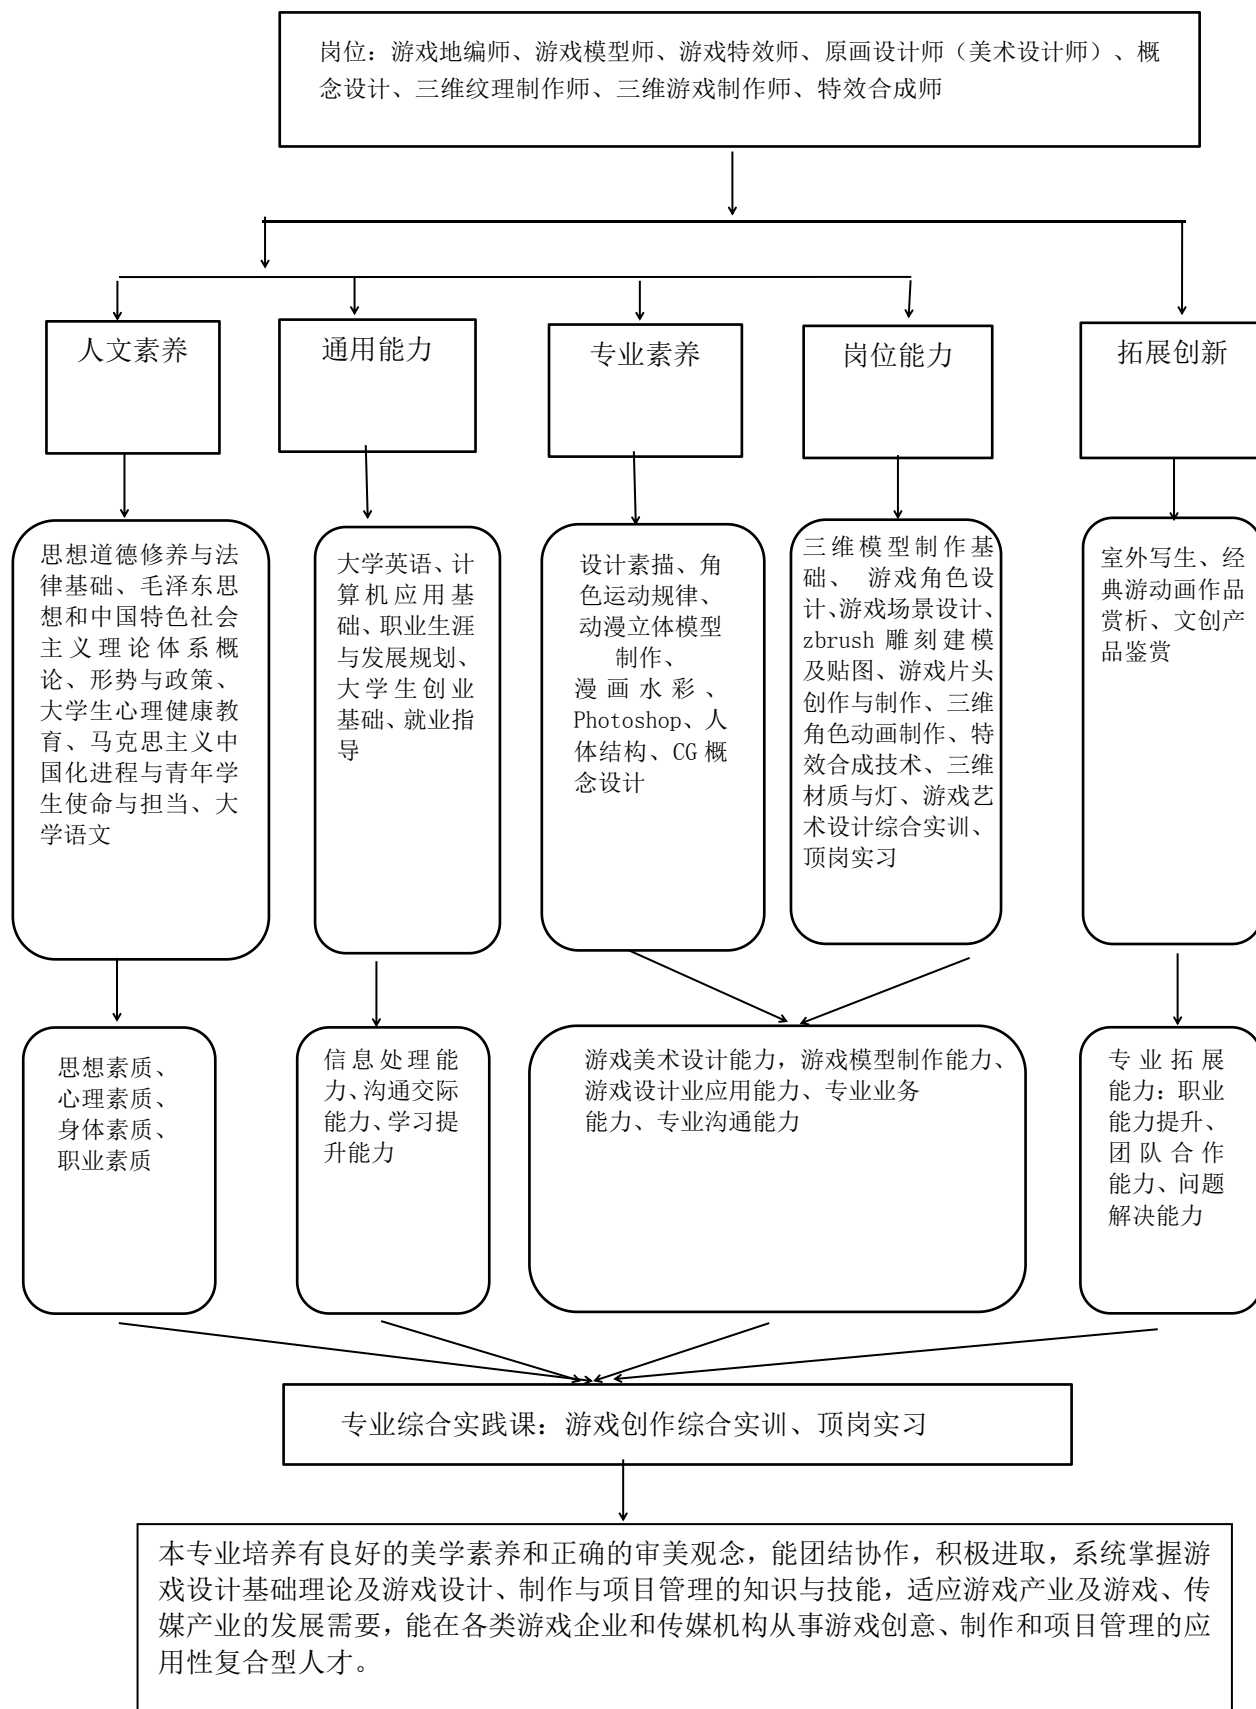 岗位：游戏地编师、游戏模型师、游戏特效师、原画设计师（美术设计师）、概
念设计、三维纹理制作师、三维游戏制作师、特效合成师
人文素养
通用能力
专业素养
岗位能力
拓展创新
思想道德修养与法
律基础、毛泽东思
想和中国特色社会
主义理论体系概
论、形势与政策、
大学生心理健康教
育、马克思主义中
国化进程与青年学
生使命与担当、大
学语文
大学英语、计
算机应用基
础、职业生涯
与发展规划、
大学生创业
基础、就业指
导
设计素描、角
色运动规律、
动漫立体模型
制作、
漫画水彩、
Photoshop、人
体结构、CG 概
念设计
三维模型制作基
础、 游戏角色设
计、游戏场景设计、
zbrush 雕刻建模
及贴图、游戏片头
创作与制作、三维
角色动画制作、特
效合成技术、三维
材质与灯、游戏艺
术设计综合实训、
顶岗实习
室外写生、经
典游动画作品
赏析、文创产
品鉴赏
思想素质、
心理素质、
身体素质、
职业素质
信息处理能
力、沟通交际
能力、学习提
升能力
游戏美术设计能力，游戏模型制作能力、
游戏设计业应用能力、专业业务
能力、专业沟通能力
专业拓展
能力：职业
能力提升、
团队合作
能力、问题
解决能力
专业综合实践课：游戏创作综合实训、顶岗实习
本专业培养有良好的美学素养和正确的审美观念，能团结协作，积极进取，系统掌握游
戏设计基础理论及游戏设计、制作与项目管理的知识与技能，适应游戏产业及游戏、传
媒产业的发展需要，能在各类游戏企业和传媒机构从事游戏创意、制作和项目管理的应
用性复合型人才。